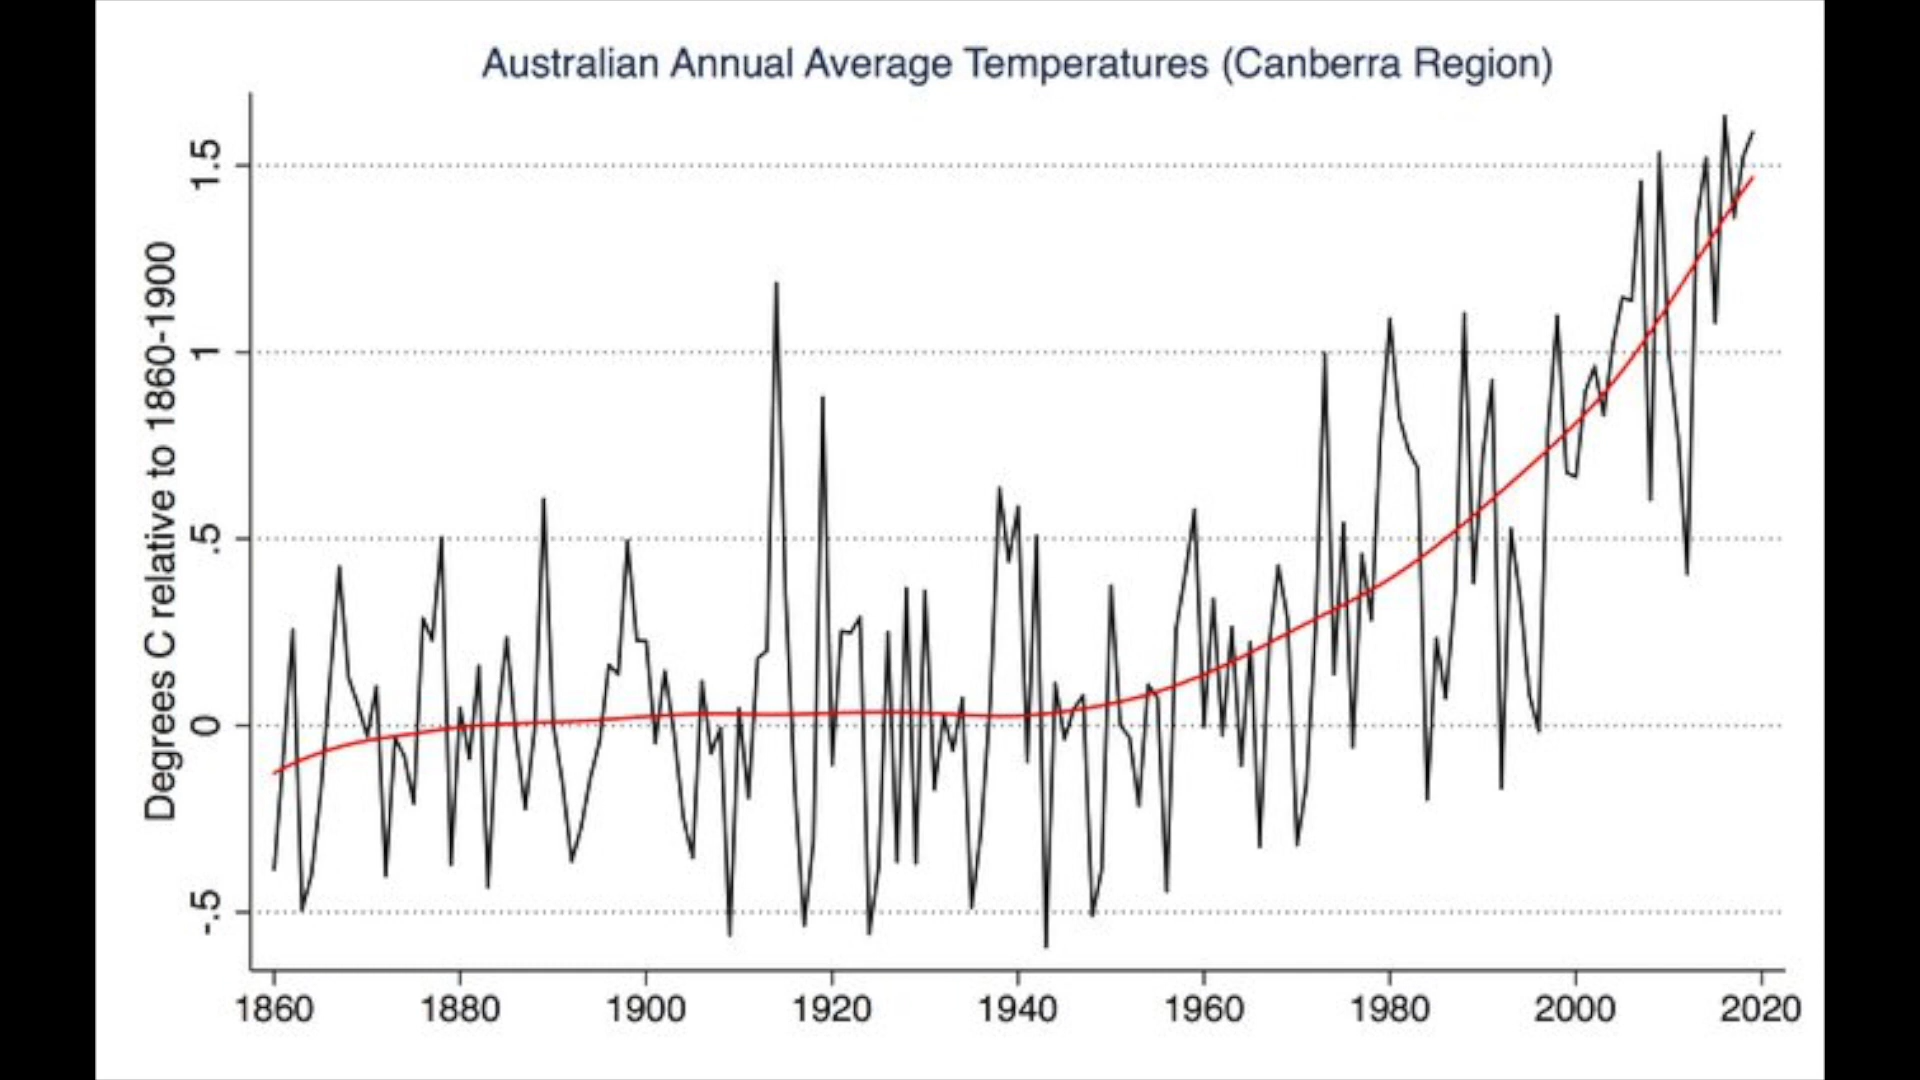 Australian Annual Average Temperatures (Canberra Region)
Degrees C relative to 1860-1900
1.5
1
.5
0
-.5
1860 1880 1900 1920 1940 1960 1980 2000 2020